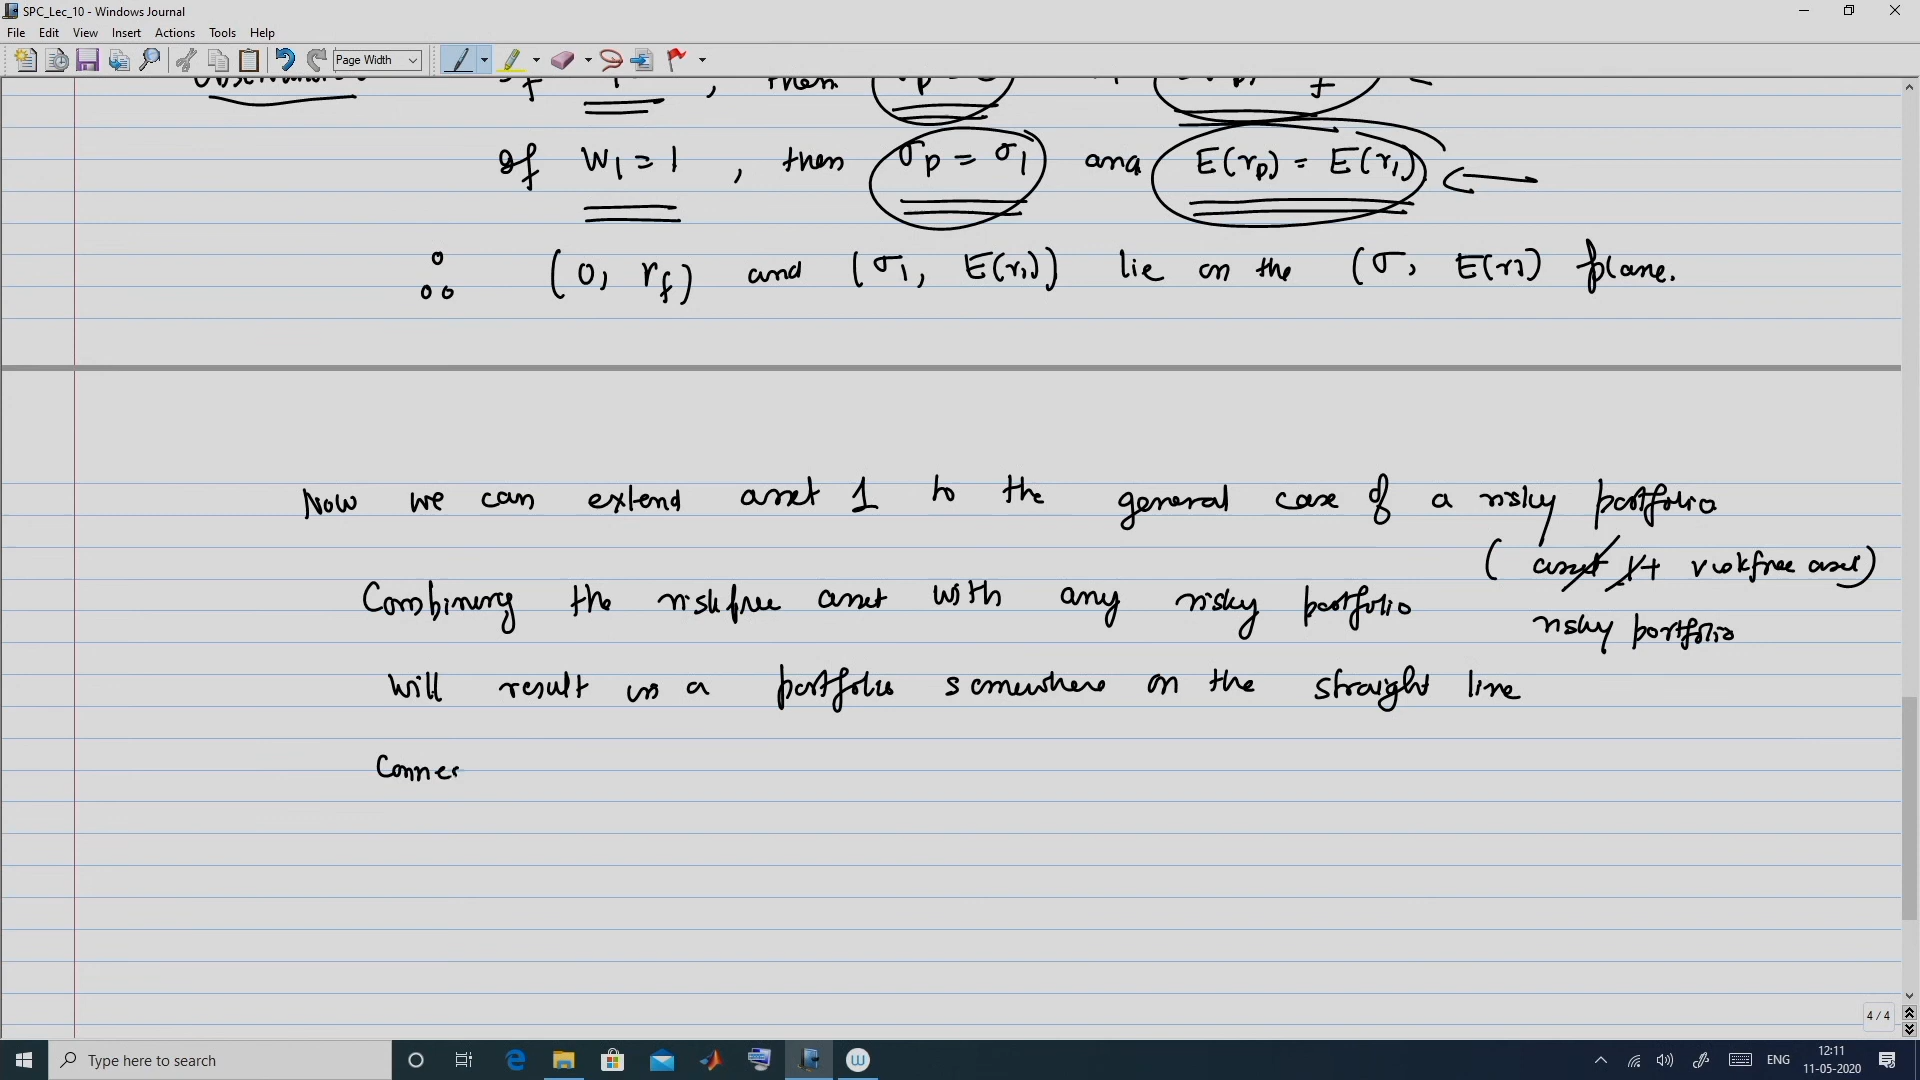 SPC_Lec_10 - Windows Journal
File Edit View Insert Actions Tools Help
Page Width
then
If W₁ = 1 , then σp = σ₁ and E(rp) = E(r₁)
∴ (0, rf) and (σ₁, E(r₁)) lie on the (σ, E(r)) plane.
Now we can extend asset 1 to the general case of a risky portfolio
( asset 1 + riskfree asset)
Combining the riskfree asset with any risky portfolio
risky portfolio
will result in a portfolio somewhere on the straight line
Connec
4 / 4
Type here to search
ENG
12:11
11-05-2020